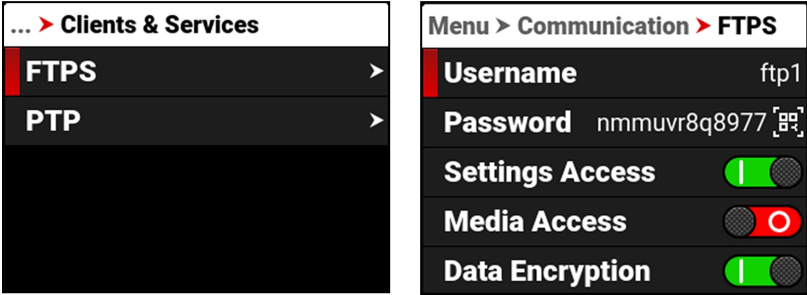 ... > Clients & Services
FTPS >
PTP >
Menu > Communication > FTPS
Username ftp1
Password nmmuvr8q8977
Settings Access
Media Access
Data Encryption